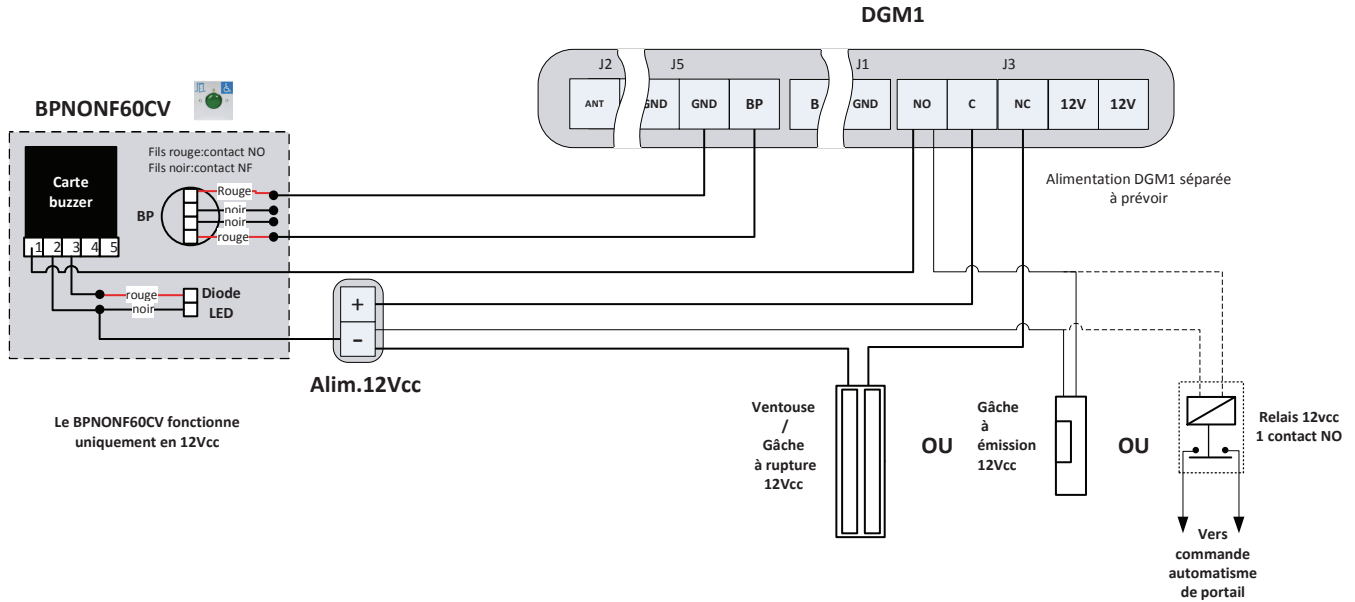 DGM1
J2
J5
J1
J3
ANT
GND
GND
BP
B
GND
NO
C
NC
12V
12V
BPNONF60CV
Fils rouge:contact NO
Fils noir:contact NF
Carte
buzzer
BP
Rouge
noir
noir
rouge
1 2 3 4 5
rouge
noir
Diode
LED
+
-
Alim.12Vcc
Alimentation DGM1 séparée
à prévoir
Le BPNONF60CV fonctionne
uniquement en 12Vcc
Ventouse
/
Gâche
à rupture
12Vcc
OU
Gâche
à
émission
12Vcc
OU
Relais 12vcc
1 contact NO
Vers
commande
automatisme
de portail